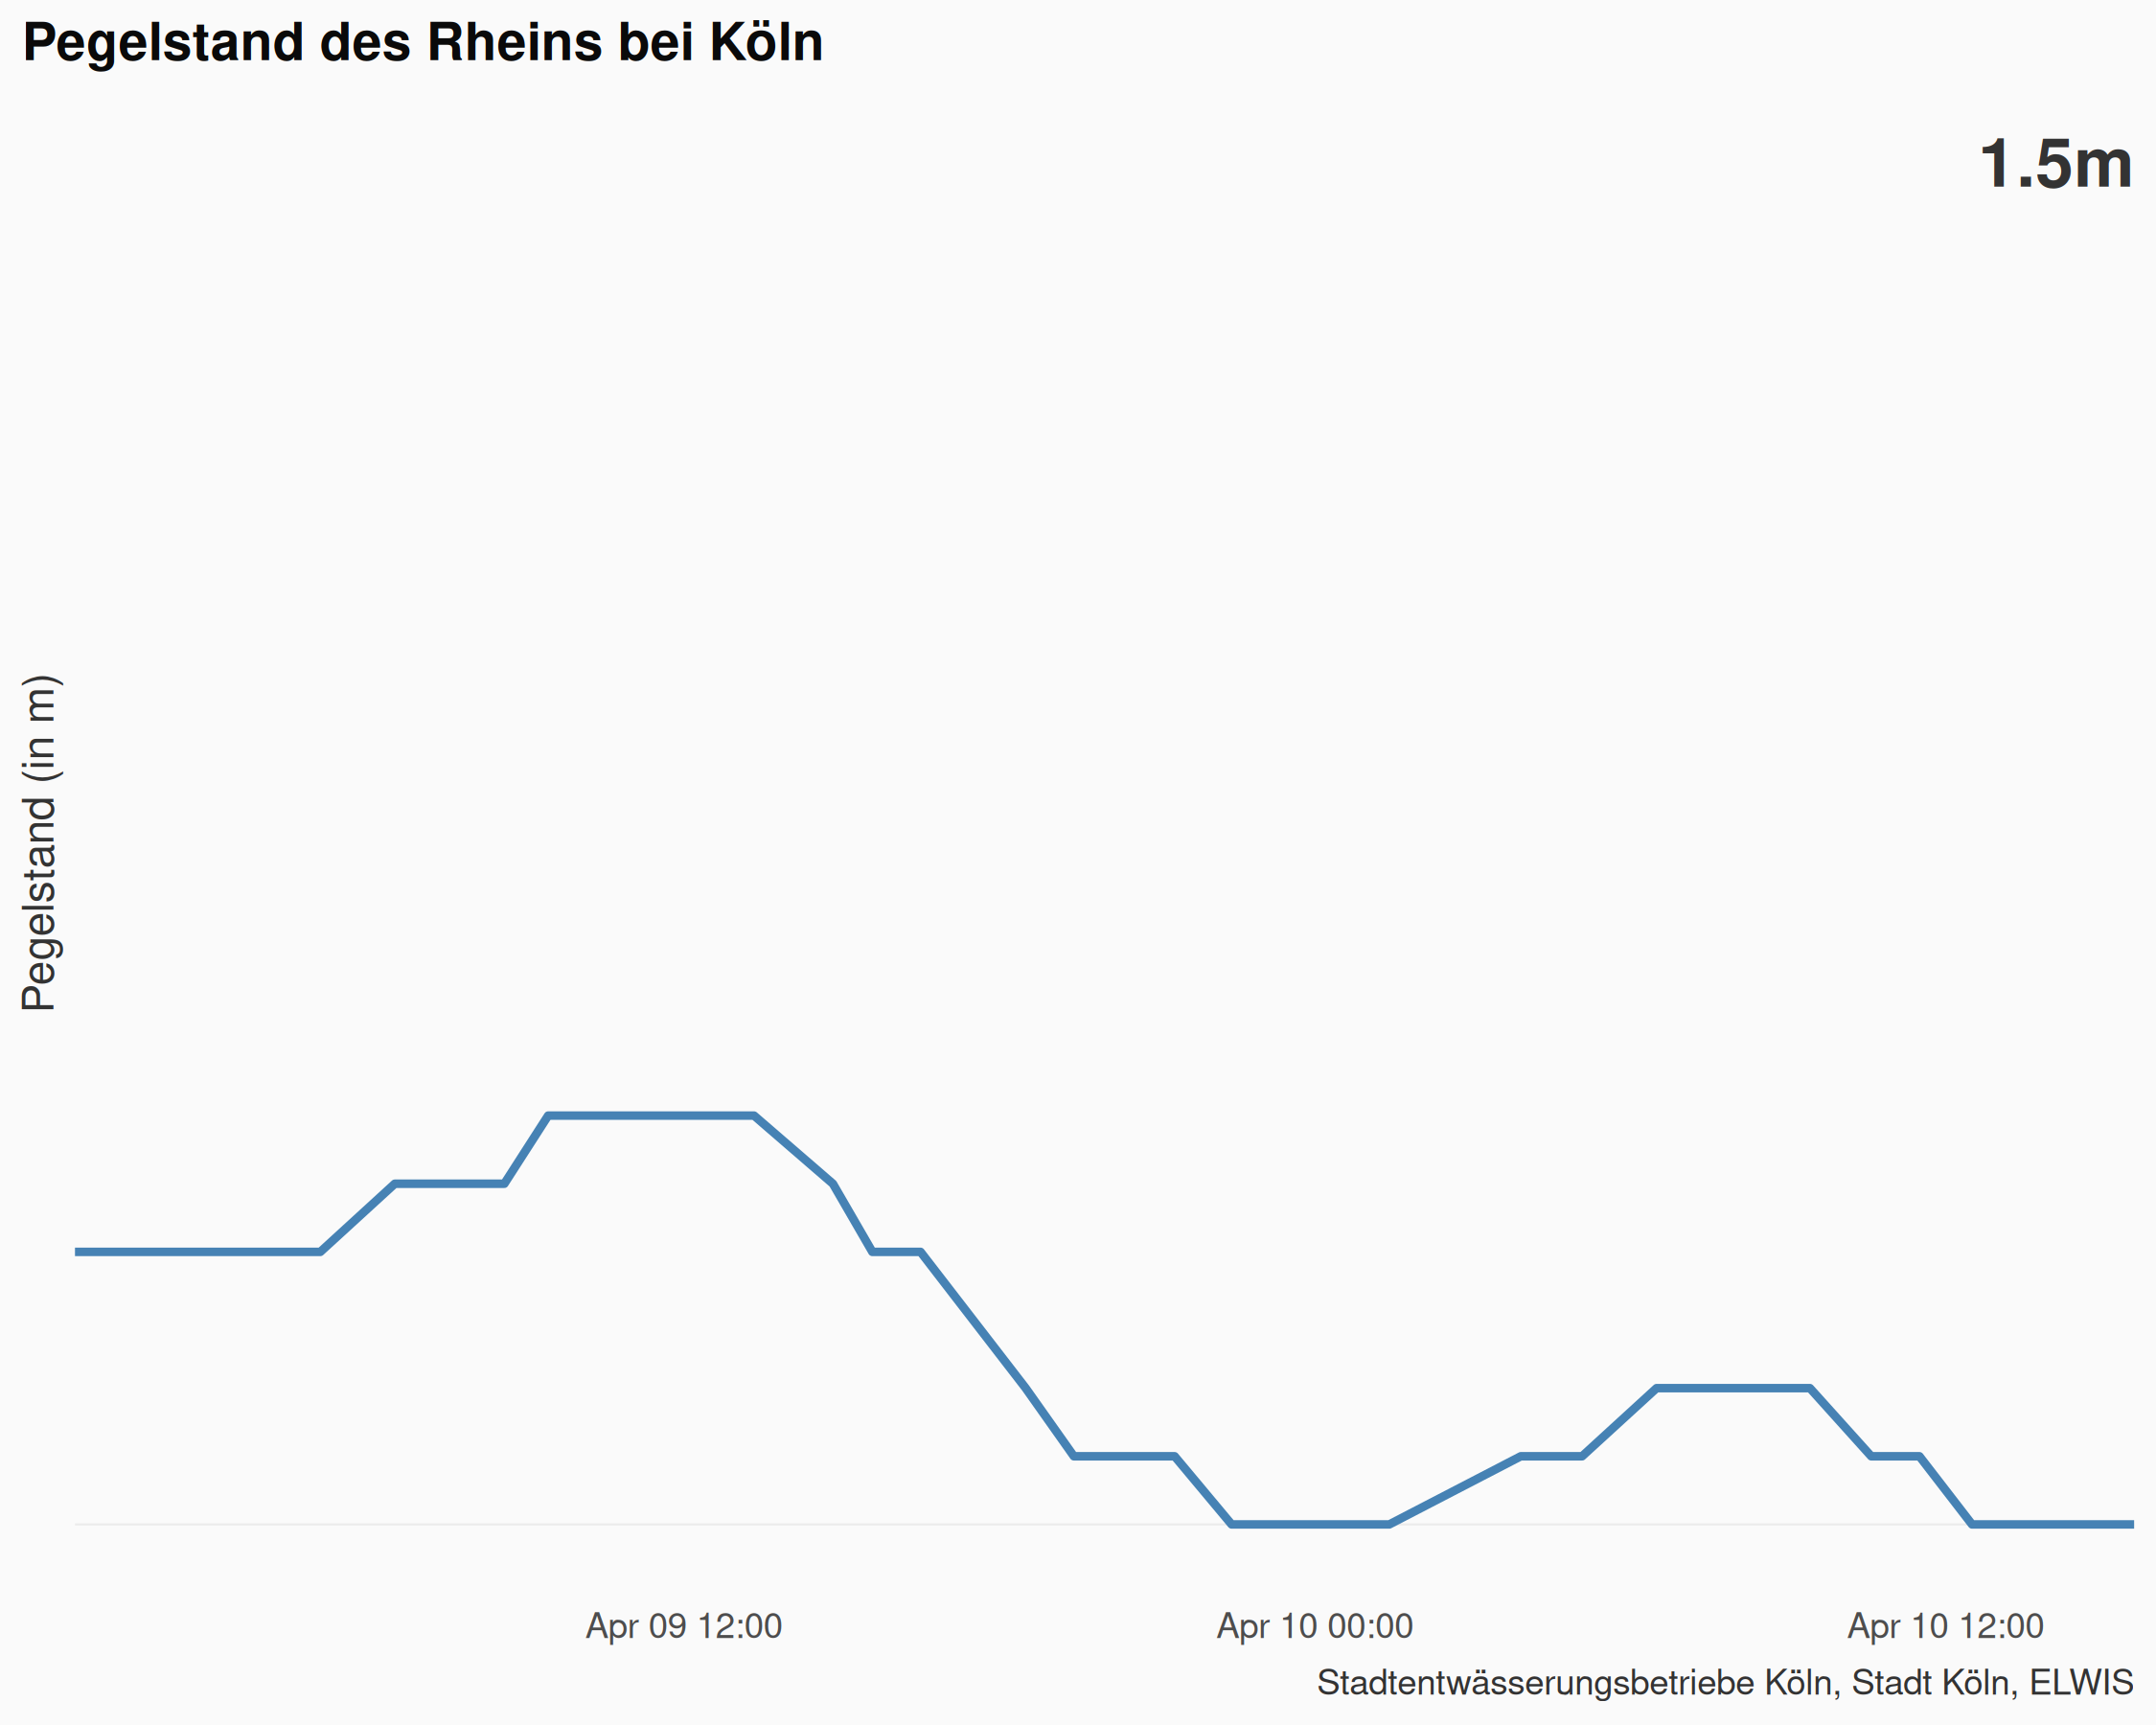 Pegelstand des Rheins bei Köln
1.5m
Pegelstand (in m)
Apr 09 12:00
Apr 10 00:00
Apr 10 12:00
Stadtentwässerungsbetriebe Köln, Stadt Köln, ELWIS